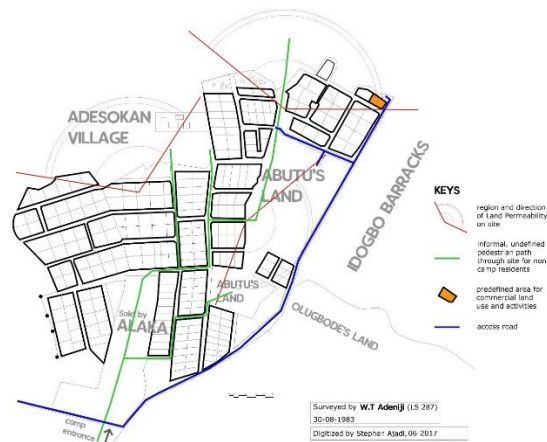 ADESOKAN
VILLAGE
ABUTU'S
LAND
IDOGBO BARRACKS
ABUTU'S
LAND
Sold by
ALAKA
OLUGBODE'S LAND
camp
entrance
KEYS
region and direction
of Land Permeability
on site
informal, undefined
pedestrian path
through site for non
camp residents
predefined area for
commercial land
use and activities
access road
Surveyed by W.T Adeniji (LS 287)
30-08-1983
Digitized by Stephen Ajadi, 06-2017